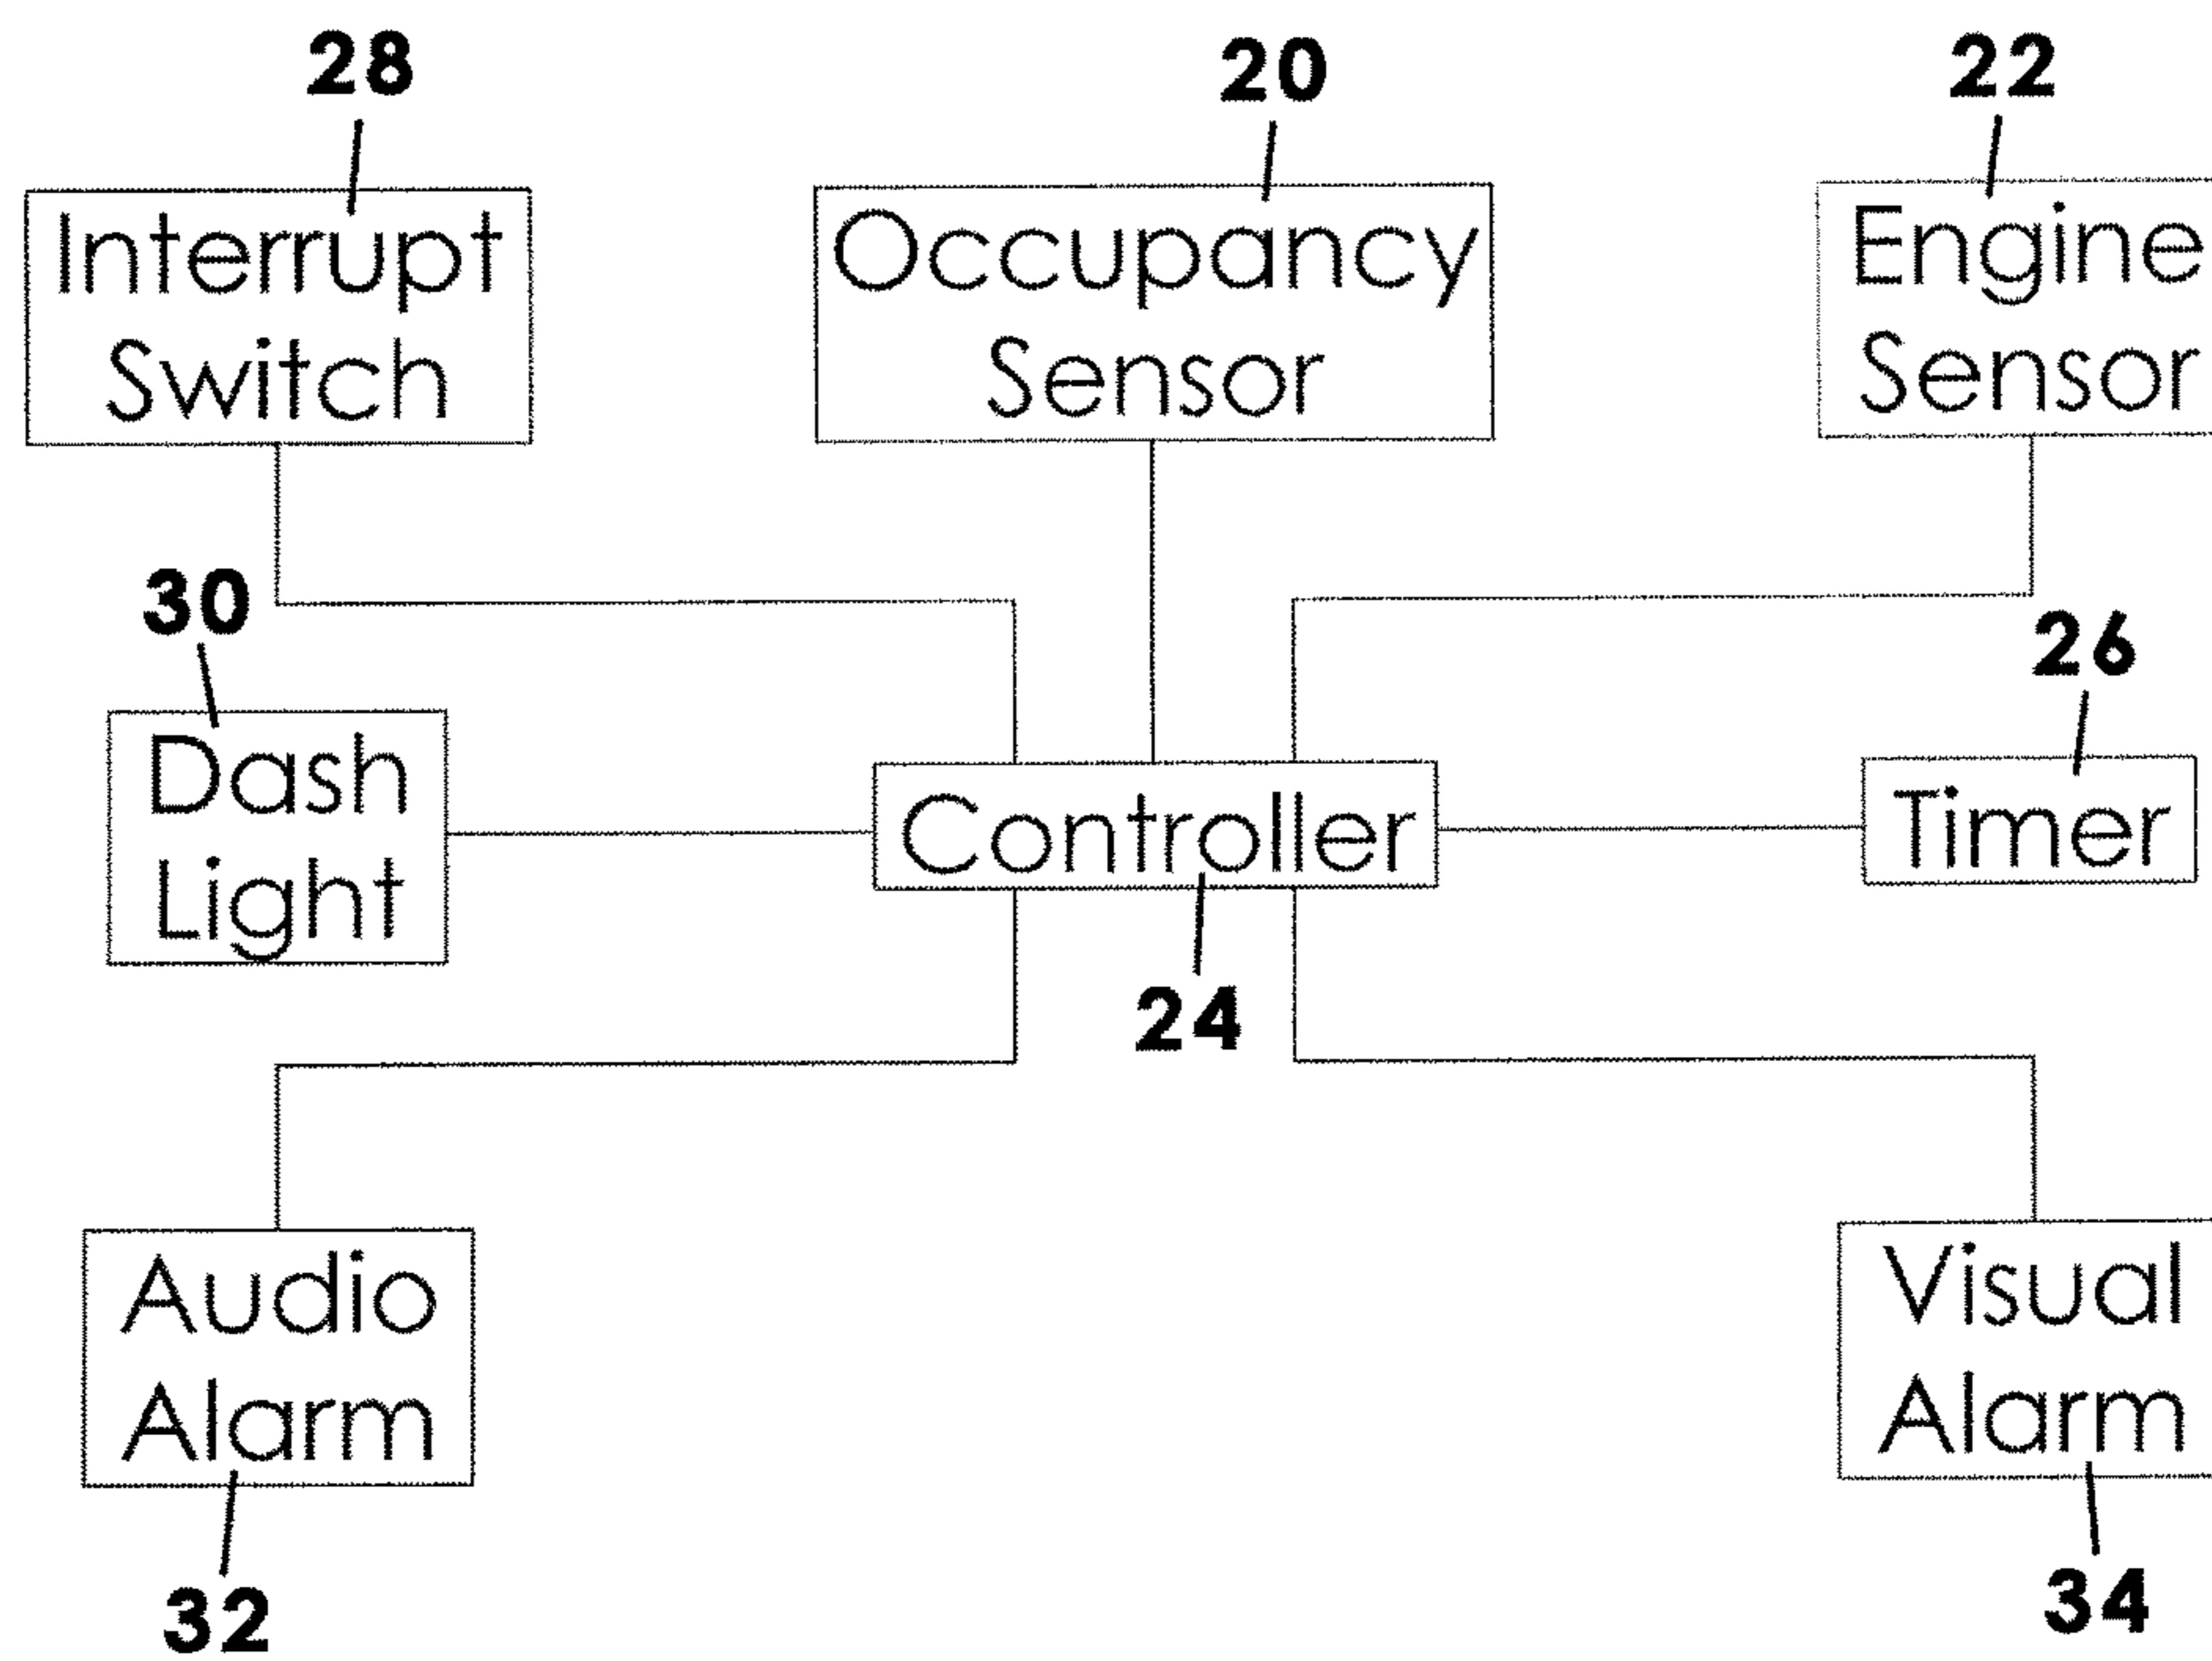 28
20
22
Interrupt
Switch
Occupancy
Sensor
Engine
Sensor
30
26
Dash
Light
Controller
Timer
24
Audio
Alarm
Visual
Alarm
32
34